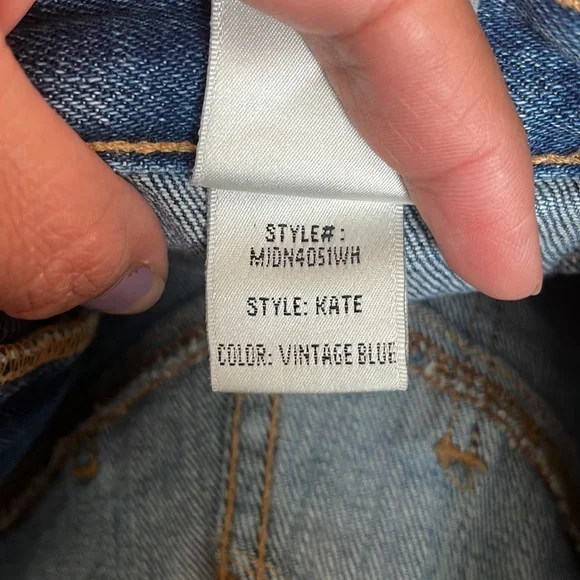 STYLE#:
MJDN4051WH
STYLE: KATE
COLOR: VINTAGE BLUE